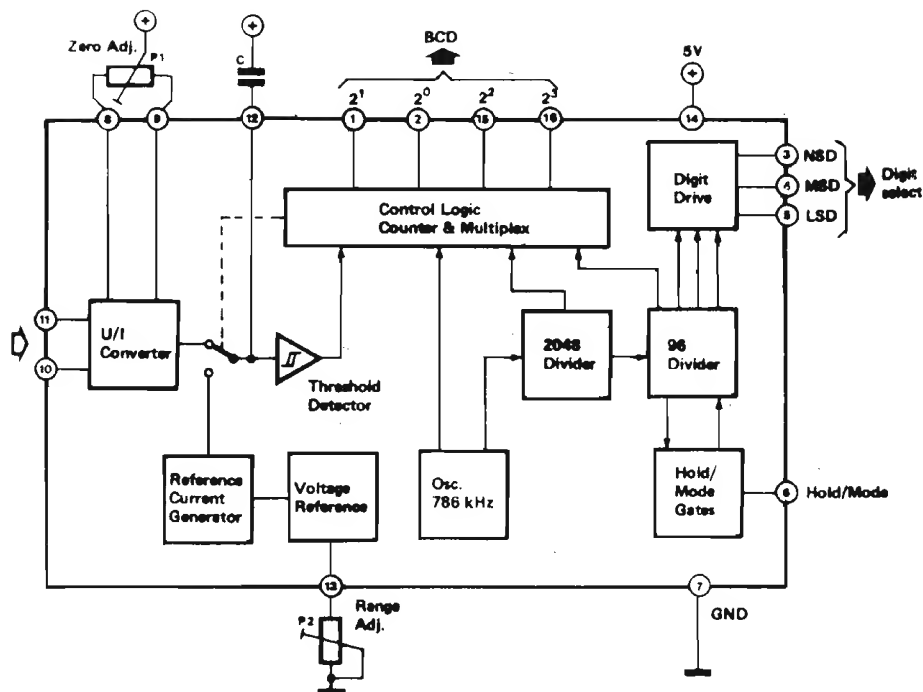 Zero Adj.
P1
C
BCD
5V
2¹ 2⁰ 2² 2³
8 9 12 1 2 15 16 14
3 NSD
4 MSD
5 LSD
Digit
select
Digit
Drive
Control Logic
Counter & Multiplex
11
10
U/I
Converter
Threshold
Detector
2048
Divider
96
Divider
Reference
Current
Generator
Voltage
Reference
Osc.
786 kHz
Hold/
Mode
Gates
6 Hold/Mode
13
Range
Adj.
P2
7
GND